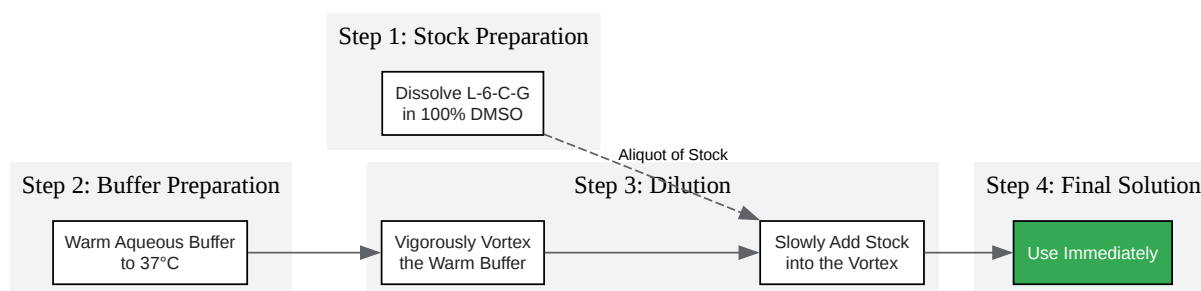 Step 1: Stock Preparation
Dissolve L-6-C-G
in 100% DMSO
Aliquot of Stock
Step 2: Buffer Preparation
Warm Aqueous Buffer
to 37°C
Step 3: Dilution
Vigorously Vortex
the Warm Buffer
Slowly Add Stock
into the Vortex
Step 4: Final Solution
Use Immediately